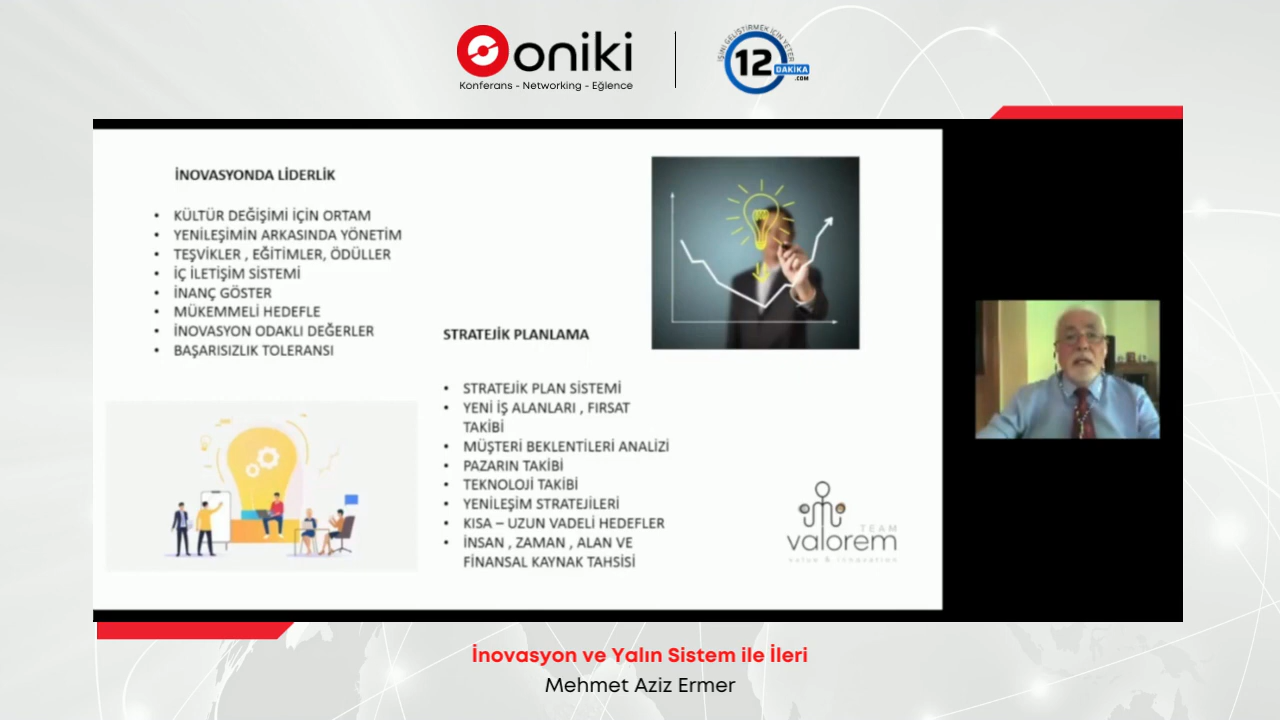 oniki
Konferans - Networking - Eğlence
İŞİNİ GELİŞTİRMEK İÇİN YETER
12
DAKİKA
.COM
İNOVASYONDA LİDERLİK
• KÜLTÜR DEĞİŞİMİ İÇİN ORTAM
• YENİLEŞİMİN ARKASINDA YÖNETİM
• TEŞVİKLER , EĞİTİMLER, ÖDÜLLER
• İÇ İLETİŞİM SİSTEMİ
• İNANÇ GÖSTER
• MÜKEMMELİ HEDEFLE
• İNOVASYON ODAKLI DEĞERLER
• BAŞARISIZLIK TOLERANSI
STRATEJİK PLANLAMA
• STRATEJİK PLAN SİSTEMİ
• YENİ İŞ ALANLARI , FIRSAT
TAKİBİ
• MÜŞTERİ BEKLENTİLERİ ANALİZİ
• PAZARIN TAKİBİ
• TEKNOLOJİ TAKİBİ
• YENİLEŞİM STRATEJİLERİ
• KISA – UZUN VADELİ HEDEFLER
• İNSAN , ZAMAN , ALAN VE
FİNANSAL KAYNAK TAHSİSİ
TEAM
valorem
value & innovation
İnovasyon ve Yalın Sistem ile İleri
Mehmet Aziz Ermer